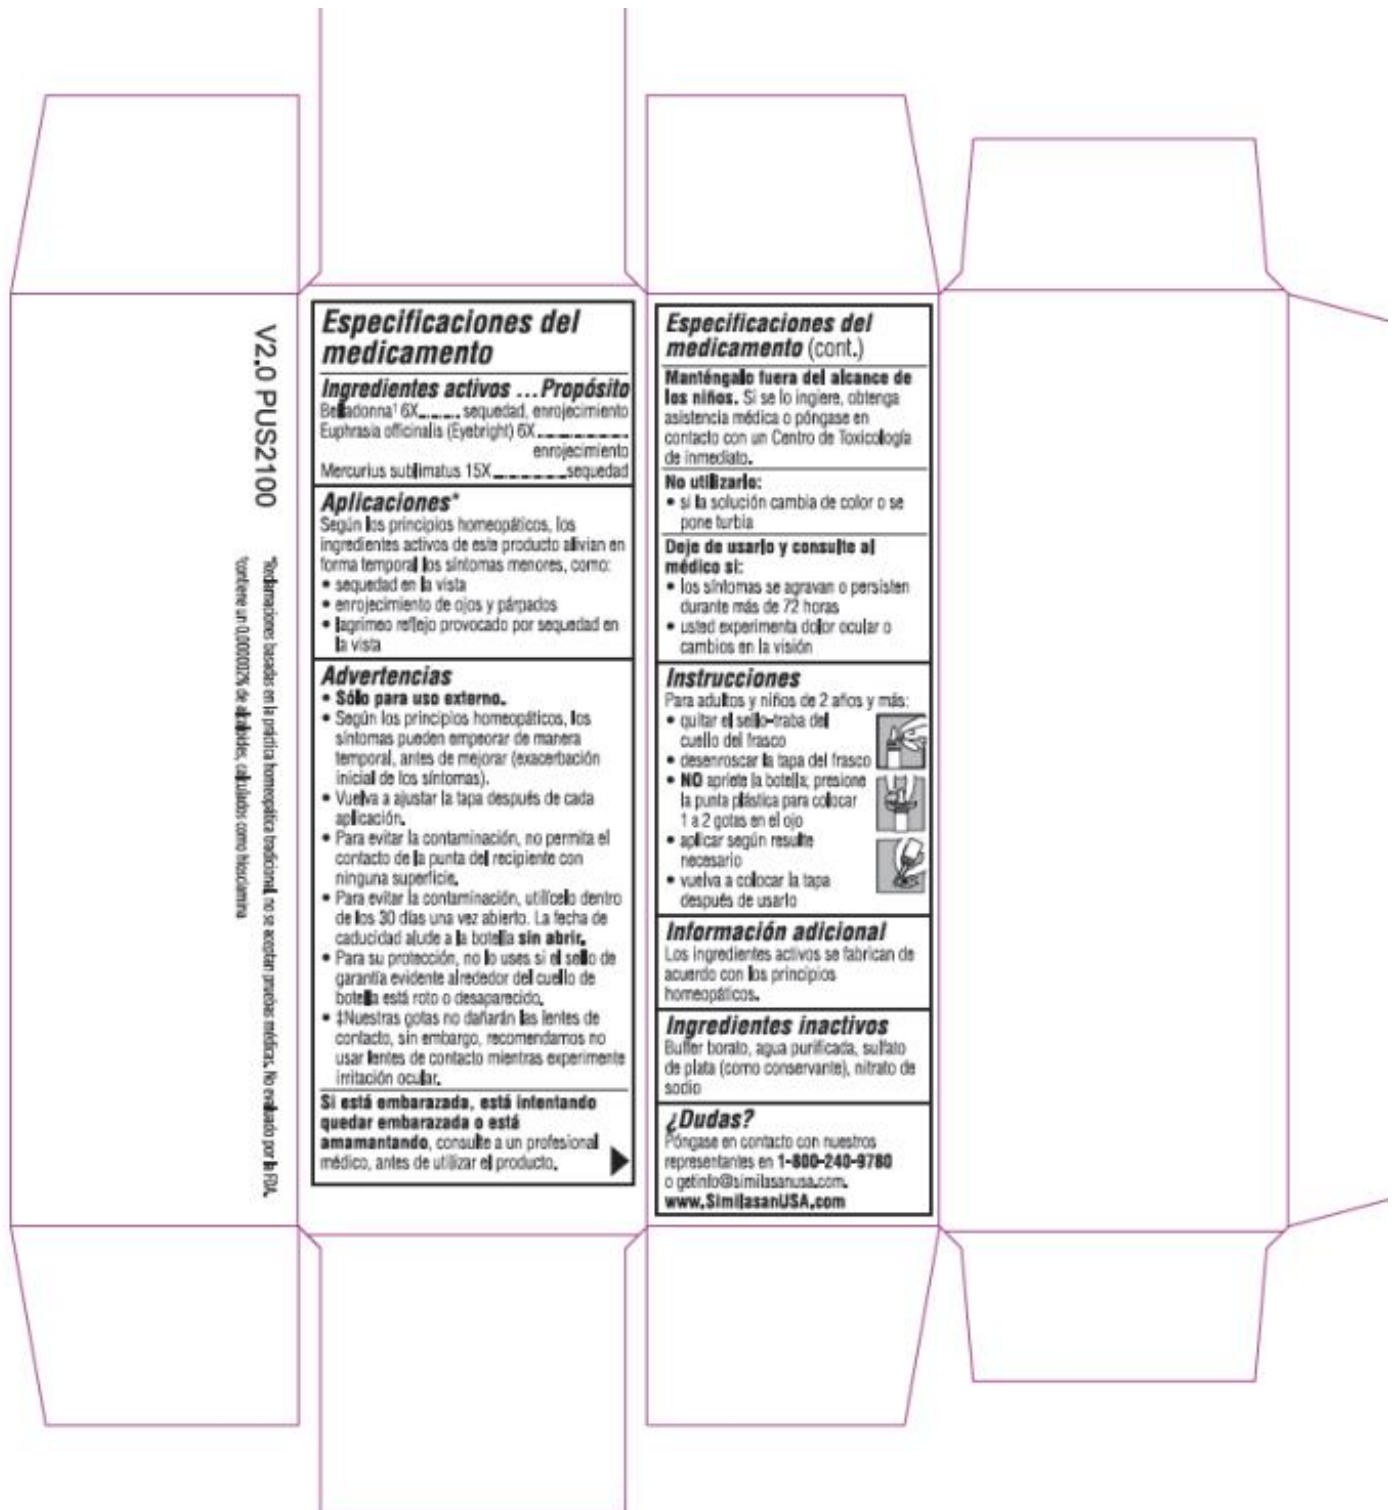 V2.0 PUS2100
*Reclamaciones basadas en la práctica homeopática tradicional, no se aceptan pruebas médicas. No evaluado por la FDA.
¹contiene un 0,000002% de alcaloides, calculados como hiosciamina
Especificaciones del
medicamento
Ingredientes activos ...Propósito
Belladonna¹ 6X........ sequedad, enrojecimiento
Euphrasia officinalis (Eyebright) 6X..............
enrojecimiento
Mercurius sublimatus 15X............sequedad
Aplicaciones*
Según los principios homeopáticos, los
ingredientes activos de este producto alivian en
forma temporal los síntomas menores, como:
• sequedad en la vista
• enrojecimiento de ojos y párpados
• lagrimeo reflejo provocado por sequedad en
la vista
Advertencias
• Sólo para uso externo.
• Según los principios homeopáticos, los
síntomas pueden empeorar de manera
temporal, antes de mejorar (exacerbación
inicial de los síntomas).
• Vuelva a ajustar la tapa después de cada
aplicación.
• Para evitar la contaminación, no permita el
contacto de la punta del recipiente con
ninguna superficie.
• Para evitar la contaminación, utilícelo dentro
de los 30 días una vez abierto. La fecha de
caducidad alude a la botella sin abrir.
• Para su protección, no lo uses si el sello de
garantía evidente alrededor del cuello de
botella está roto o desaparecido.
• ‡Nuestras gotas no dañarán las lentes de
contacto, sin embargo, recomendamos no
usar lentes de contacto mientras experimente
irritación ocular.
Si está embarazada, está intentando
quedar embarazada o está
amamantando, consulte a un profesional
médico, antes de utilizar el producto.
Especificaciones del
medicamento (cont.)
Manténgalo fuera del alcance de
los niños. Si se lo ingiere, obtenga
asistencia médica o póngase en
contacto con un Centro de Toxicología
de inmediato.
No utilizarlo:
• si la solución cambia de color o se
pone turbia
Deje de usarlo y consulte al
médico si:
• los síntomas se agravan o persisten
durante más de 72 horas
• usted experimenta dolor ocular o
cambios en la visión
Instrucciones
Para adultos y niños de 2 años y más:
• quitar el sello-traba del
cuello del frasco
• desenroscar la tapa del frasco
• NO apriete la botella; presione
la punta plástica para colocar
1 a 2 gotas en el ojo
• aplicar según resulte
necesario
• vuelva a colocar la tapa
después de usarlo
Información adicional
Los ingredientes activos se fabrican de
acuerdo con los principios
homeopáticos.
Ingredientes inactivos
Buffer borato, agua purificada, sulfato
de plata (como conservante), nitrato de
sodio
¿Dudas?
Póngase en contacto con nuestros
representantes en 1-800-240-9780
o getinfo@similasanusa.com.
www.SimilasanUSA.com